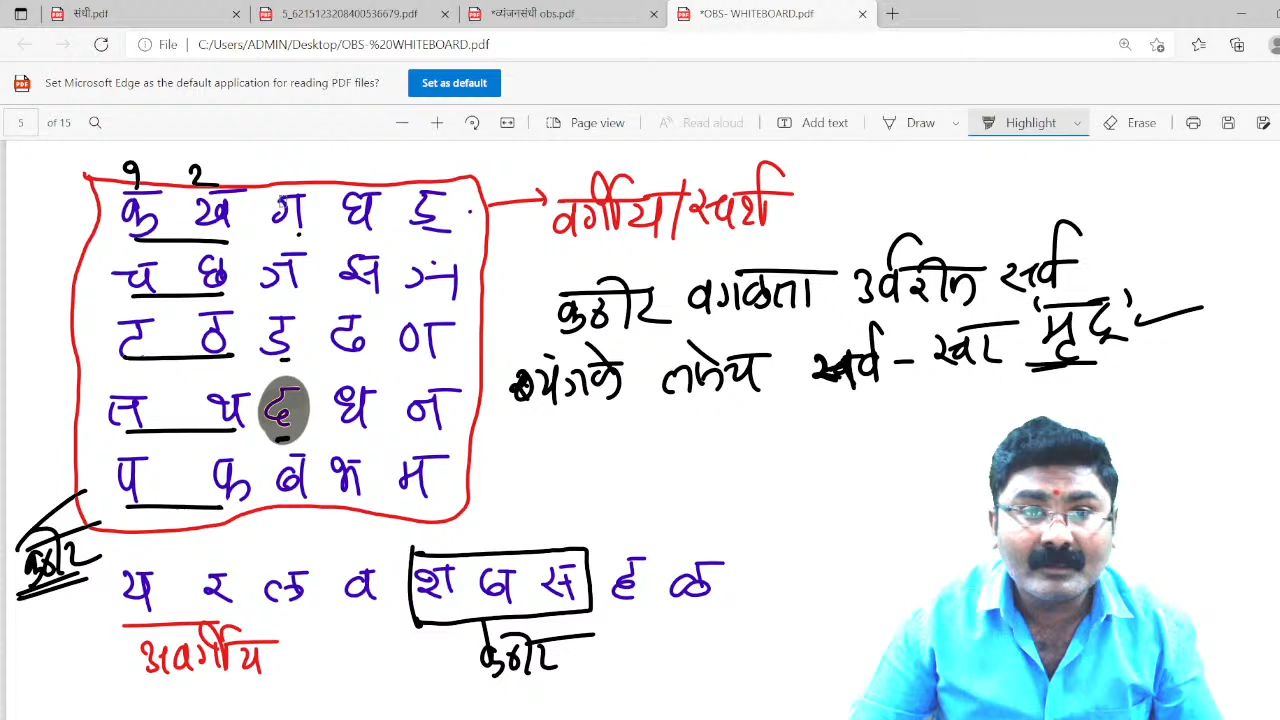 संधी.pdf
5_6215123208400536679.pdf
*व्यंजनसंधी obs.pdf
*OBS- WHITEBOARD.pdf
File C:/Users/ADMIN/Desktop/OBS-%20WHITEBOARD.pdf
Set Microsoft Edge as the default application for reading PDF files? Set as default
5 of 15 Page view Read aloud Add text Draw Highlight Erase
१ २
क ख ग घ ङ
च छ ज झ ञ
ट ठ ड ढ ण
त थ द ध न
प फ ब भ म
वर्गीय/स्पर्श
कठोर वगळता उर्वरीत सर्व
व्यंजके तसेच सर्व - स्वर 'मृदू'
कठोर
य र ल व श ष स ह ळ
अवर्गीय
कठोर